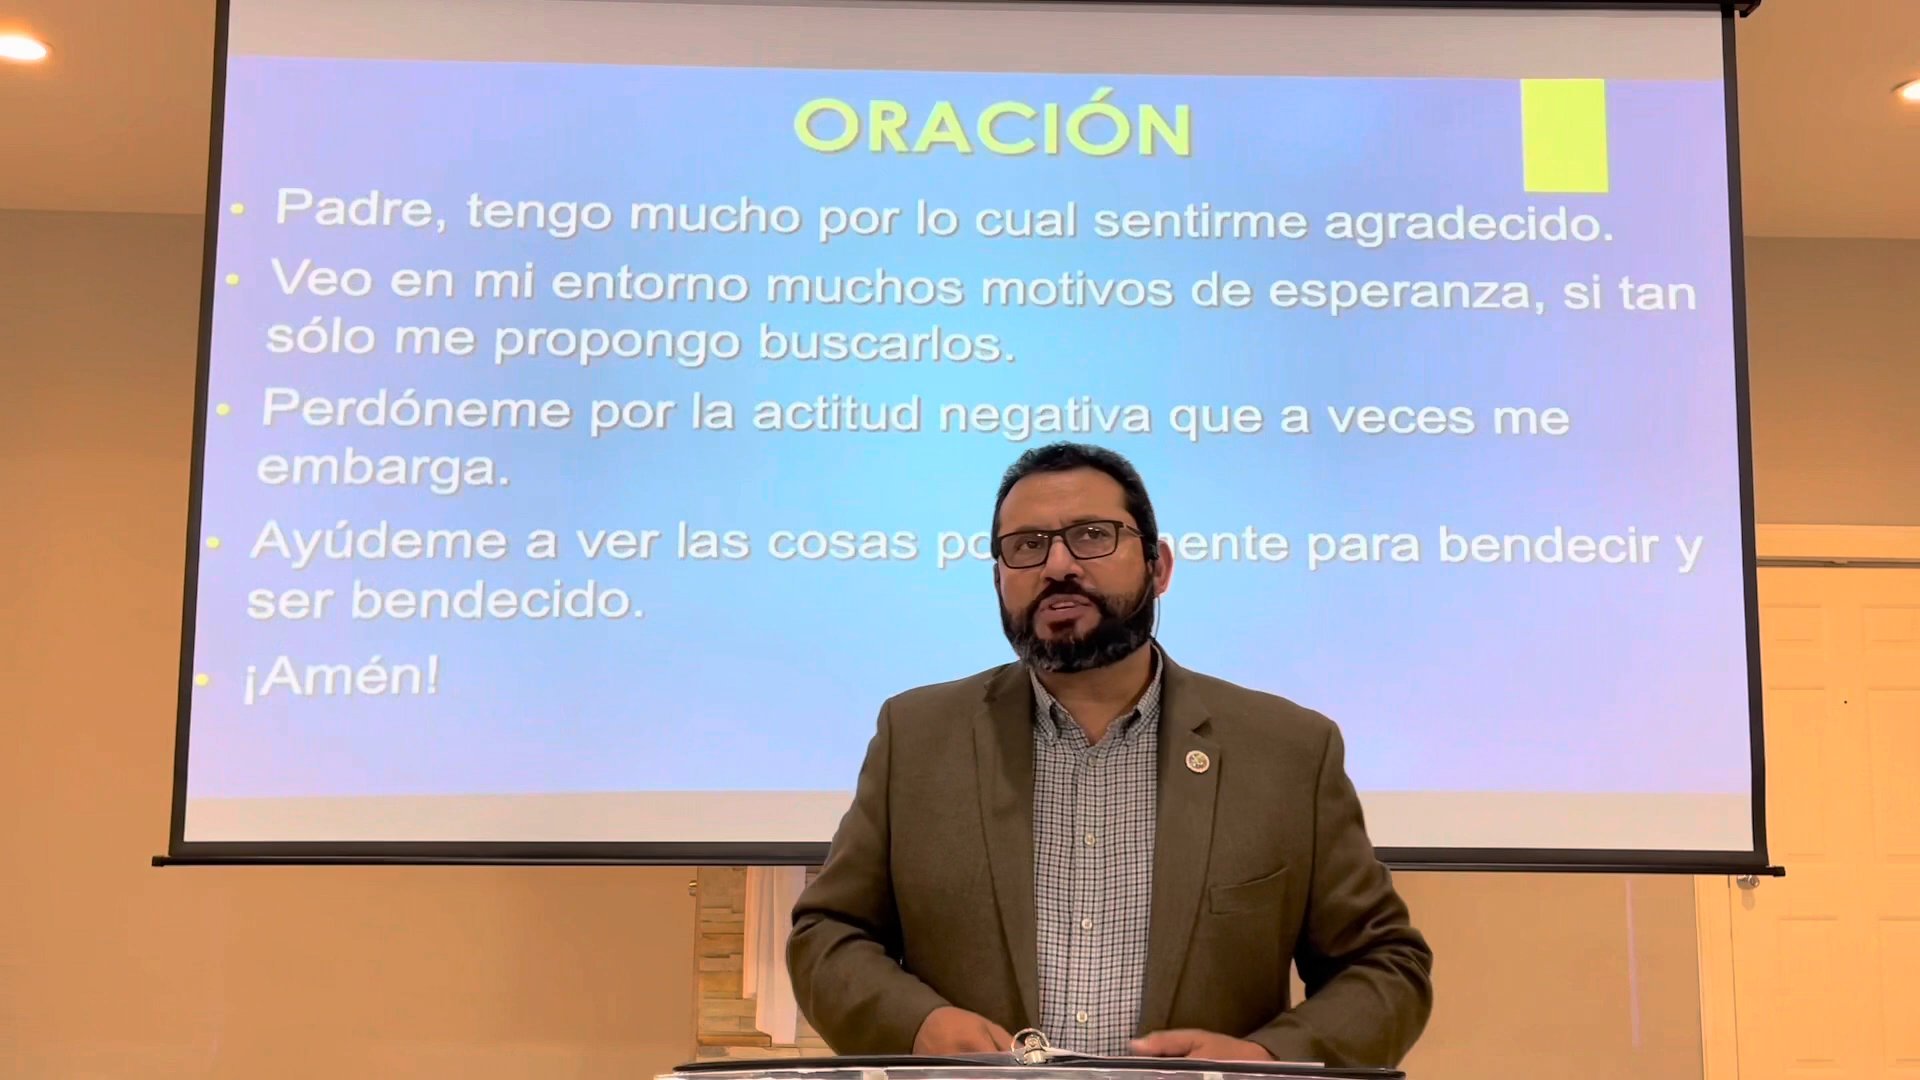 ORACIÓN
Padre, tengo mucho por lo cual sentirme agradecido.
Veo en mi entorno muchos motivos de esperanza, si tan
sólo me propongo buscarlos.
Perdóneme por la actitud negativa que a veces me
embarga.
Ayúdeme a ver las cosas para bendecir y
ser bendecido.
¡Amén!